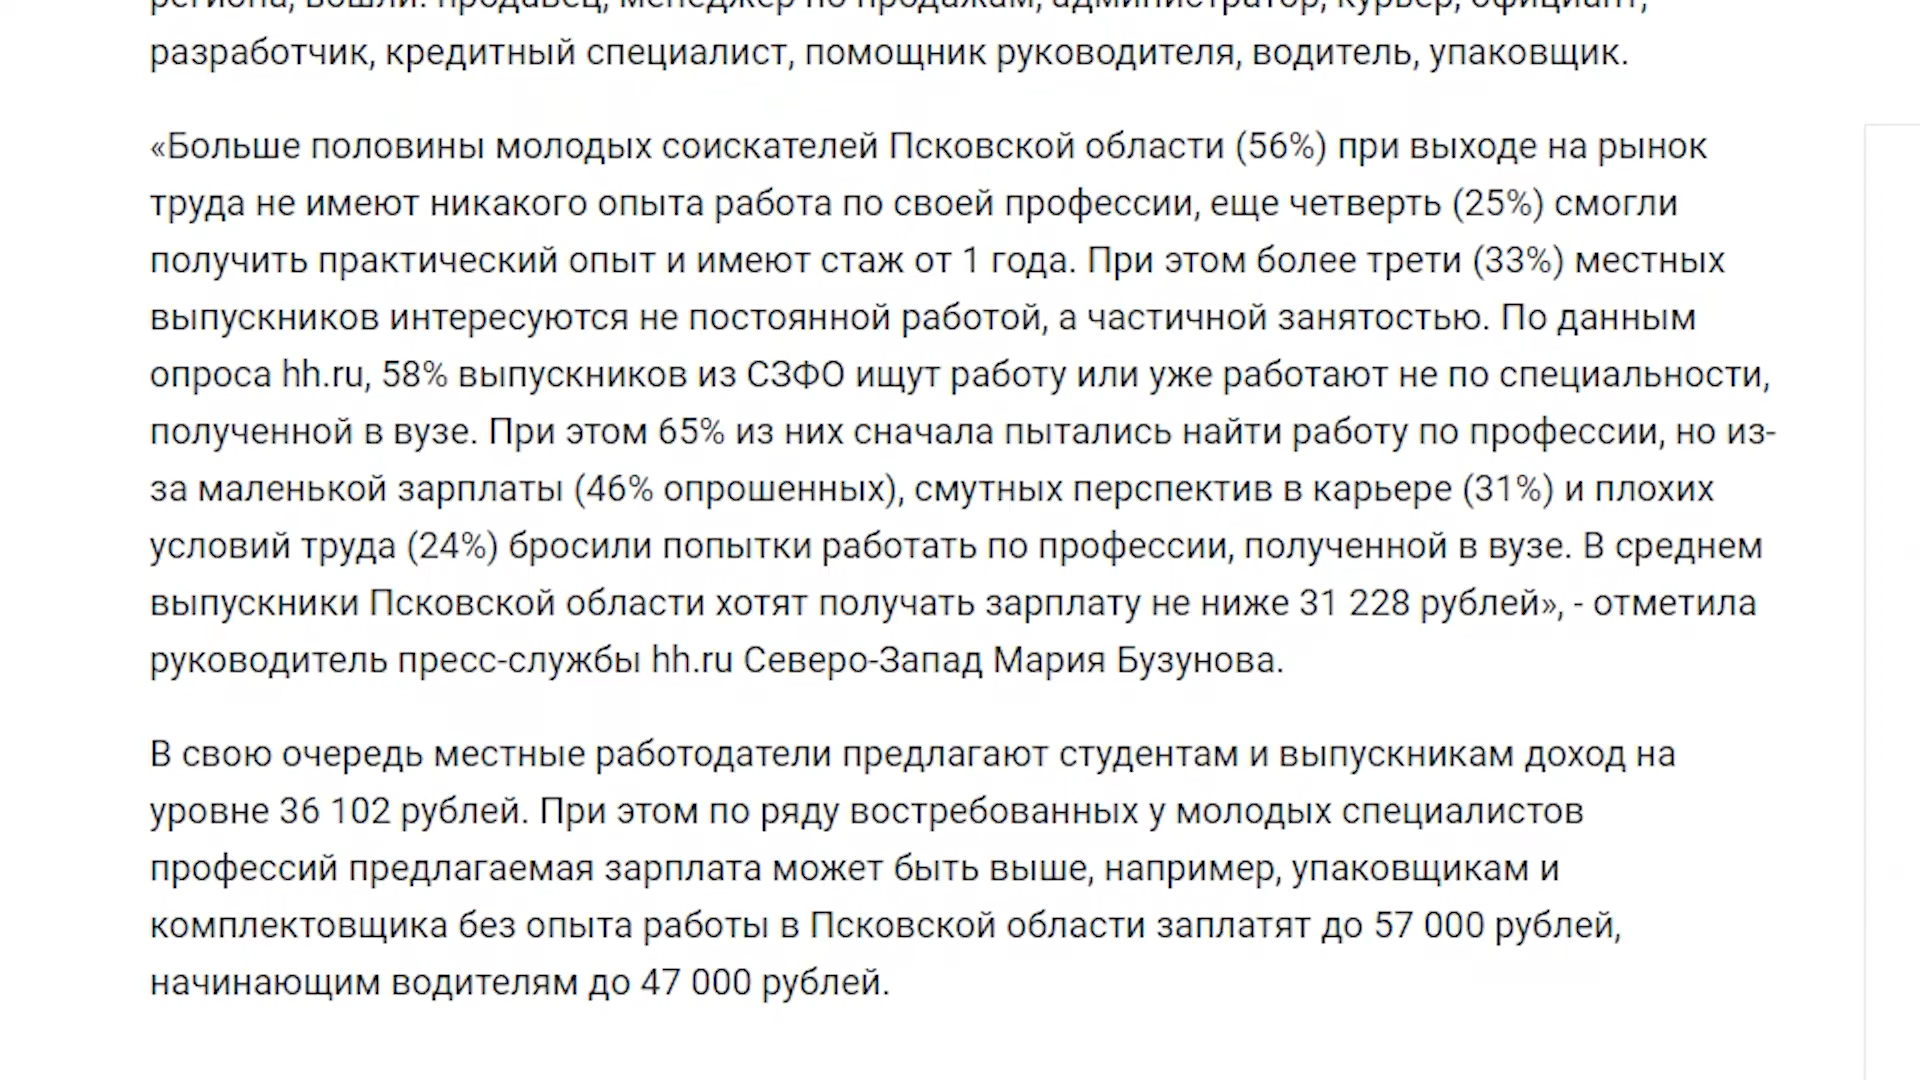 региона, вошли: продавец, менеджер по продажам, администратор, курьер, официант,
разработчик, кредитный специалист, помощник руководителя, водитель, упаковщик.
«Больше половины молодых соискателей Псковской области (56%) при выходе на рынок
труда не имеют никакого опыта работа по своей профессии, еще четверть (25%) смогли
получить практический опыт и имеют стаж от 1 года. При этом более трети (33%) местных
выпускников интересуются не постоянной работой, а частичной занятостью. По данным
опроса hh.ru, 58% выпускников из СЗФО ищут работу или уже работают не по специальности,
полученной в вузе. При этом 65% из них сначала пытались найти работу по профессии, но из-
за маленькой зарплаты (46% опрошенных), смутных перспектив в карьере (31%) и плохих
условий труда (24%) бросили попытки работать по профессии, полученной в вузе. В среднем
выпускники Псковской области хотят получать зарплату не ниже 31 228 рублей», - отметила
руководитель пресс-службы hh.ru Северо-Запад Мария Бузунова.
В свою очередь местные работодатели предлагают студентам и выпускникам доход на
уровне 36 102 рублей. При этом по ряду востребованных у молодых специалистов
профессий предлагаемая зарплата может быть выше, например, упаковщикам и
комплектовщика без опыта работы в Псковской области заплатят до 57 000 рублей,
начинающим водителям до 47 000 рублей.